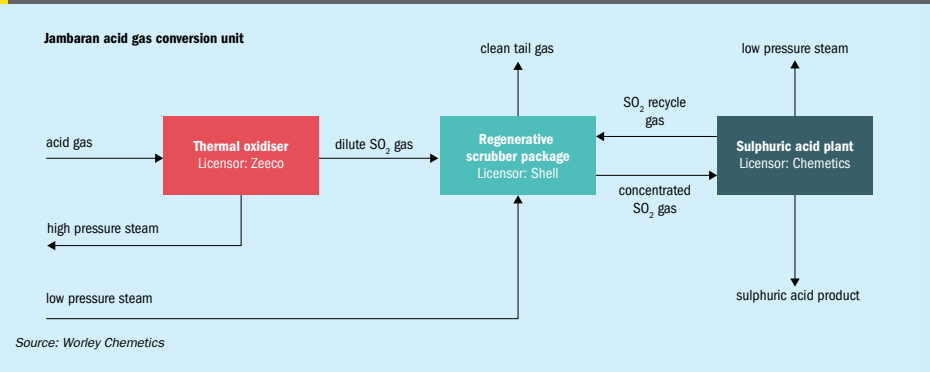 Jambaran acid gas conversion unit
clean tail gas
low pressure steam
SO₂ recycle
gas
acid gas
Thermal oxidiser
Licensor: Zeeco
dilute SO₂ gas
Regenerative
scrubber package
Licensor: Shell
Sulphuric acid plant
Licensor: Chemetics
concentrated
SO₂ gas
high pressure steam
low pressure steam
sulphuric acid product
Source: Worley Chemetics